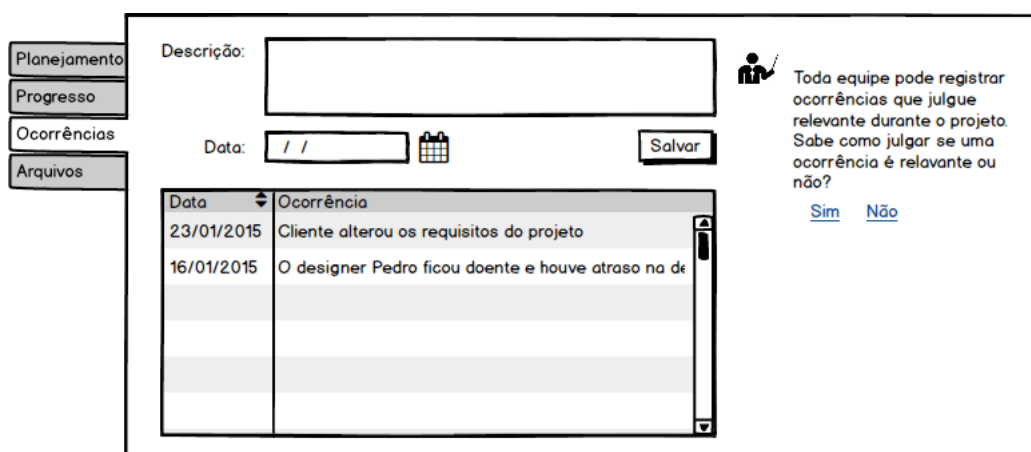 Planejamento
Progresso
Ocorrências
Arquivos
Descrição:
Data: / /
Salvar
Data Ocorrência
23/01/2015 Cliente alterou os requisitos do projeto
16/01/2015 O designer Pedro ficou doente e houve atraso na de
Toda equipe pode registrar
ocorrências que julgue
relevante durante o projeto.
Sabe como julgar se uma
ocorrência é relavante ou
não?
Sim Não